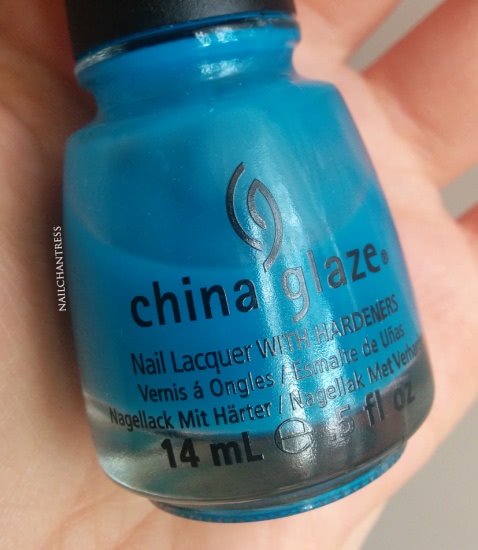 china glaze®
Nail Lacquer WITH HARDENERS
Vernis á Ongles / Esmalte de Uñas
Nagellack Mit Härter / Nagellak Met
14 mL ℮ .5 fl oz
NAILCHANTRESS